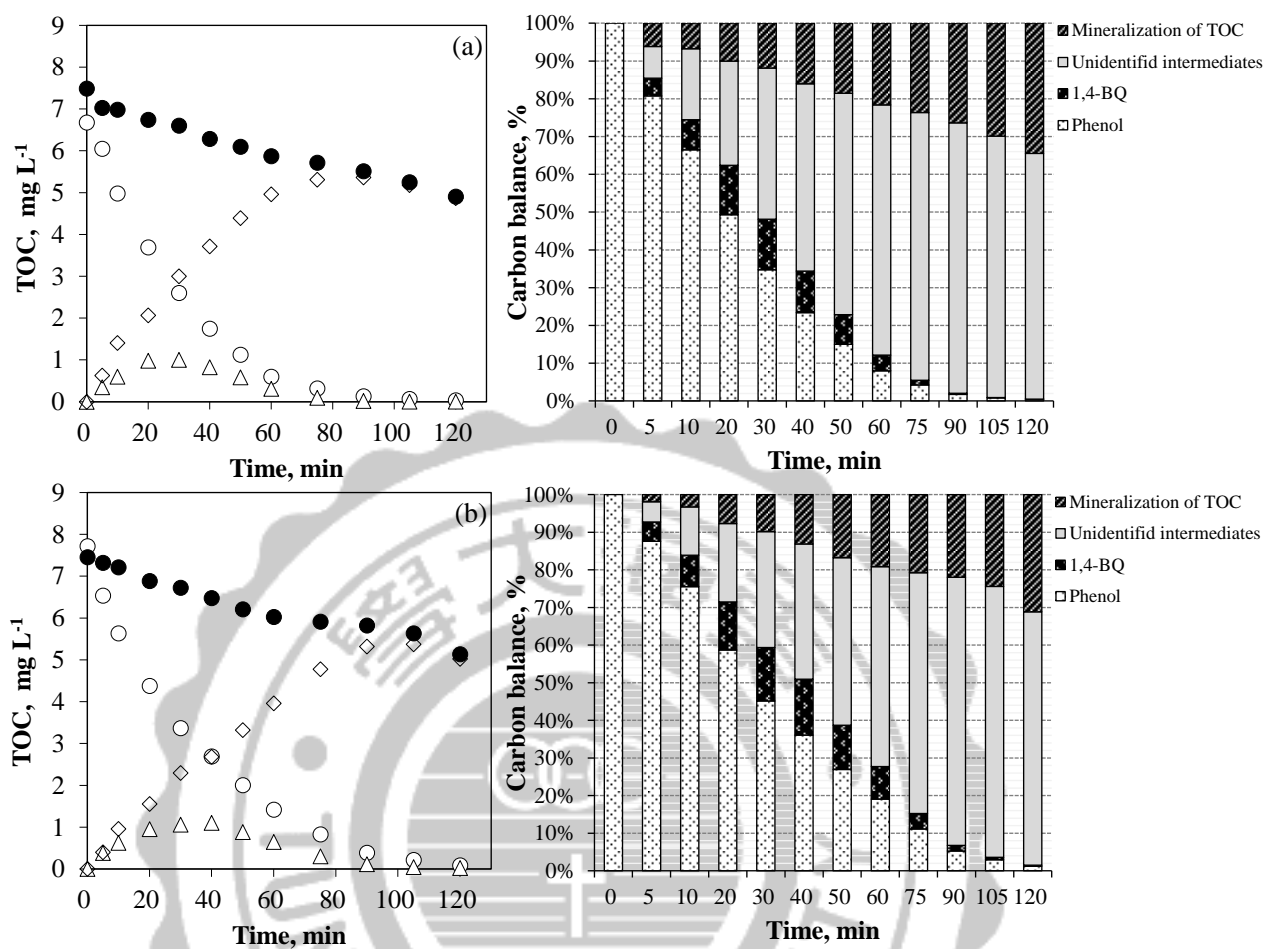 (a)
TOC, mg L-1
9
8
7
6
5
4
3
2
1
0
0 20 40 60 80 100 120
Time, min
Carbon balance, %
100%
90%
80%
70%
60%
50%
40%
30%
20%
10%
0%
0 5 10 20 30 40 50 60 75 90 105 120
Time, min
Mineralization of TOC
Unidentifid intermediates
1,4-BQ
Phenol
(b)
TOC, mg L-1
9
8
7
6
5
4
3
2
1
0
0 20 40 60 80 100 120
Time, min
Carbon balance, %
100%
90%
80%
70%
60%
50%
40%
30%
20%
10%
0%
0 5 10 20 30 40 50 60 75 90 105 120
Time, min
Mineralization of TOC
Unidentifid intermediates
1,4-BQ
Phenol